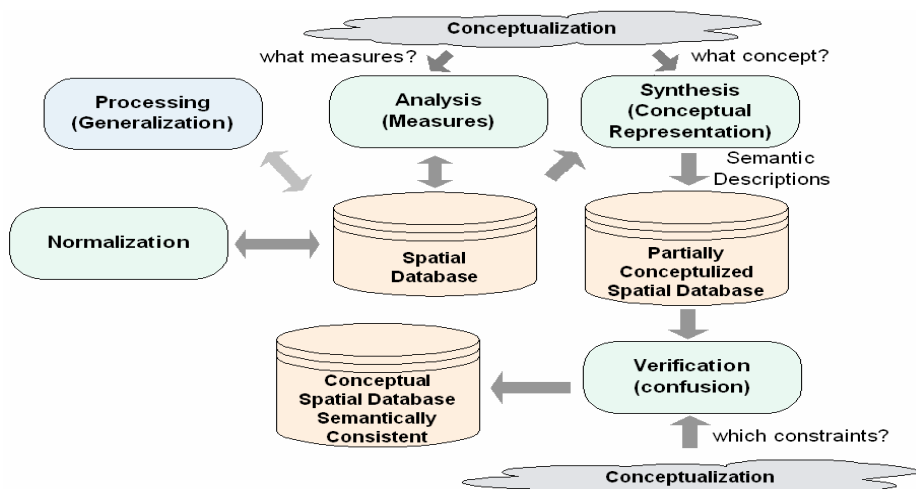 Conceptualization
what measures?
what concept?
Processing
(Generalization)
Analysis
(Measures)
Synthesis
(Conceptual
Representation)
Semantic
Descriptions
Normalization
Spatial
Database
Partially
Conceptulized
Spatial Database
Conceptual
Spatial Database
Semantically
Consistent
Verification
(confusion)
which constraints?
Conceptualization